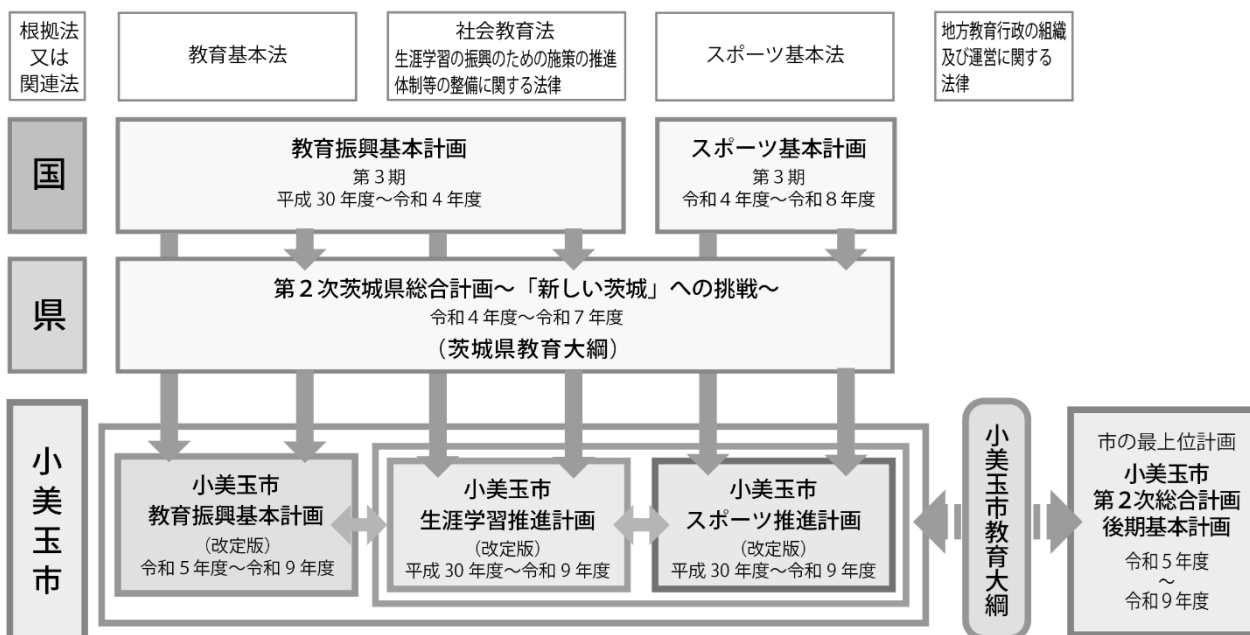 根拠法
又は
関連法
教育基本法
社会教育法
生涯学習の振興のための施策の推進
体制等の整備に関する法律
スポーツ基本法
地方教育行政の組織
及び運営に関する
法律
国
教育振興基本計画
第3期
平成30年度～令和4年度
スポーツ基本計画
第3期
令和4年度～令和8年度
県
第2次茨城県総合計画～「新しい茨城」への挑戦～
令和4年度～令和7年度
（茨城県教育大綱）
小美玉市
小美玉市
教育振興基本計画
（改定版）
令和5年度～令和9年度
小美玉市
生涯学習推進計画
（改定版）
平成30年度～令和9年度
小美玉市
スポーツ推進計画
（改定版）
平成30年度～令和9年度
小美玉市教育大綱
市の最上位計画
小美玉市
第2次総合計画
後期基本計画
令和5年度
～
令和9年度